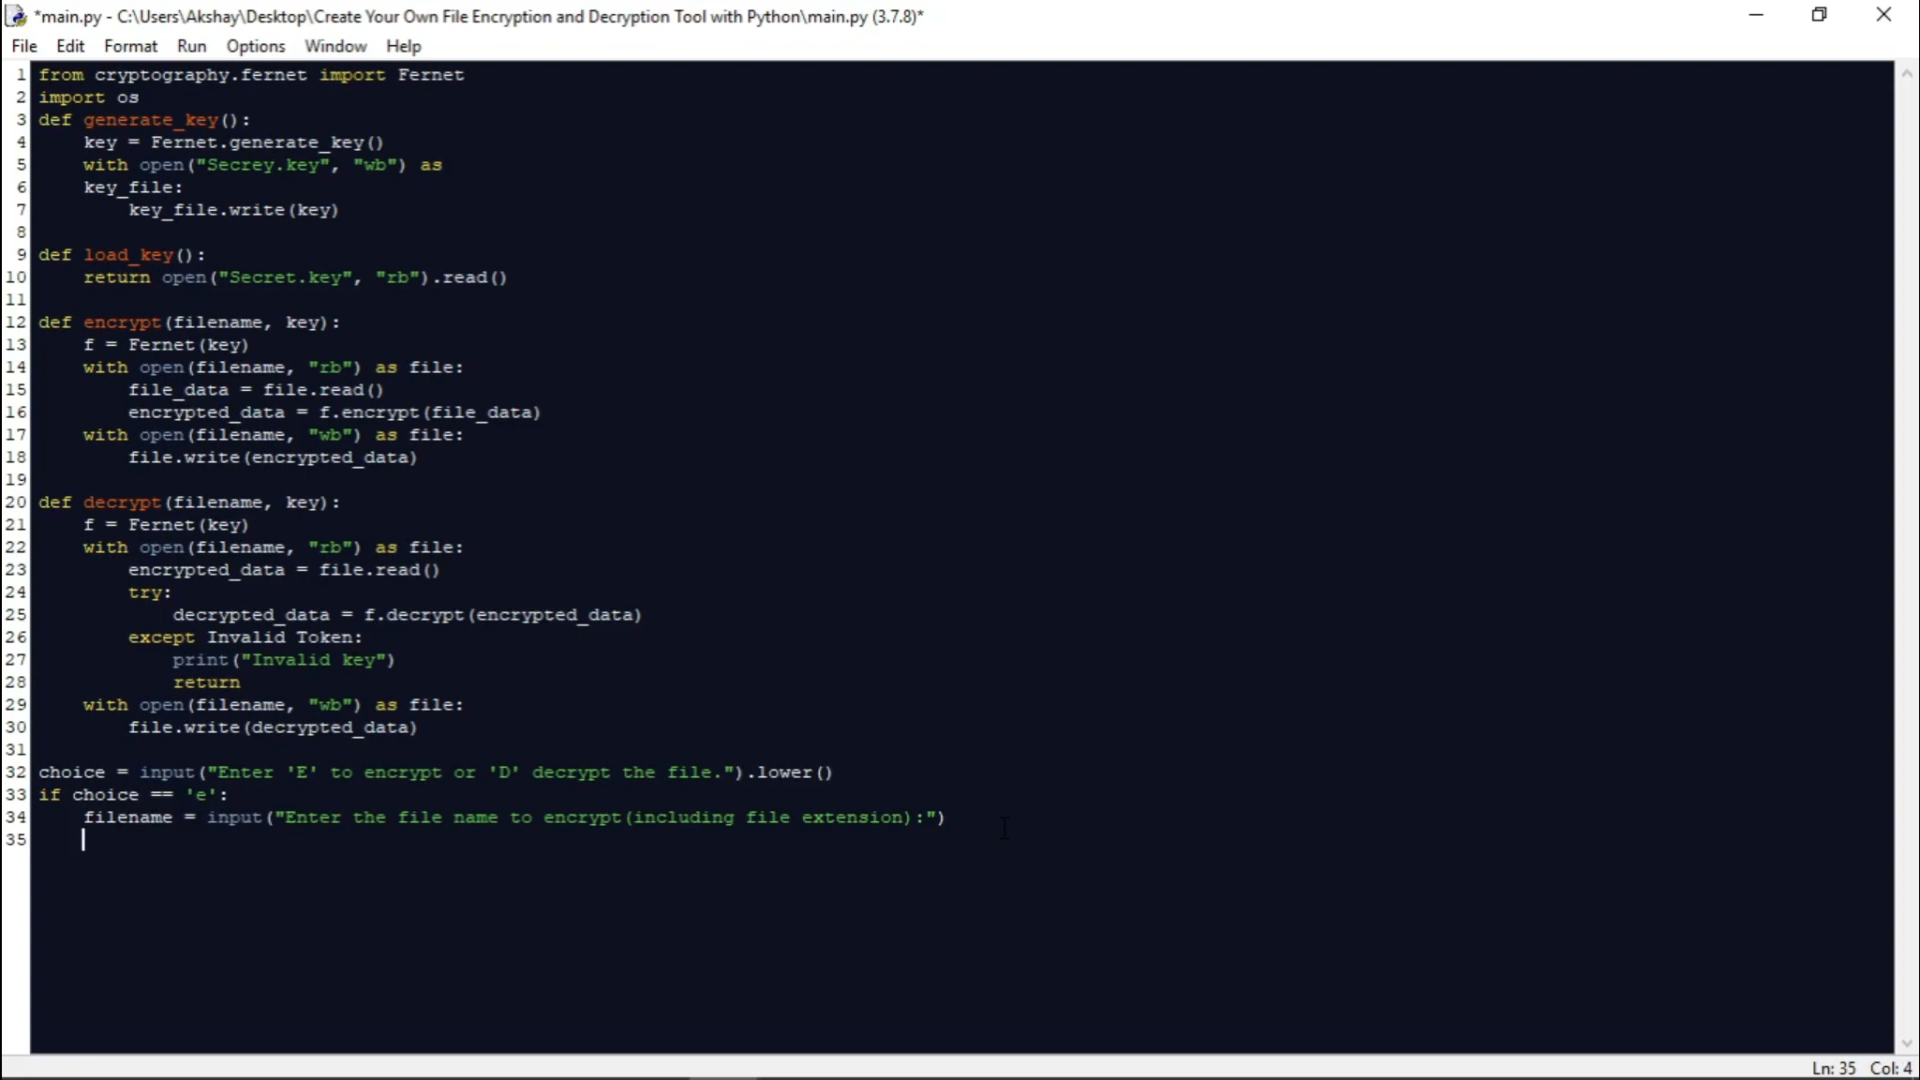 *main.py - C:\Users\Akshay\Desktop\Create Your Own File Encryption and Decryption Tool with Python\main.py (3.7.8)*
File Edit Format Run Options Window Help
1 from cryptography.fernet import Fernet
2 import os
3 def generate_key():
4     key = Fernet.generate_key()
5     with open("Secrey.key", "wb") as
6     key_file:
7         key_file.write(key)
8
9 def load_key():
10     return open("Secret.key", "rb").read()
11
12 def encrypt(filename, key):
13     f = Fernet(key)
14     with open(filename, "rb") as file:
15         file_data = file.read()
16         encrypted_data = f.encrypt(file_data)
17     with open(filename, "wb") as file:
18         file.write(encrypted_data)
19
20 def decrypt(filename, key):
21     f = Fernet(key)
22     with open(filename, "rb") as file:
23         encrypted_data = file.read()
24         try:
25             decrypted_data = f.decrypt(encrypted_data)
26         except Invalid Token:
27             print("Invalid key")
28             return
29     with open(filename, "wb") as file:
30         file.write(decrypted_data)
31
32 choice = input("Enter 'E' to encrypt or 'D' decrypt the file.").lower()
33 if choice == 'e':
34     filename = input("Enter the file name to encrypt(including file extension):")
35
Ln: 35 Col: 4